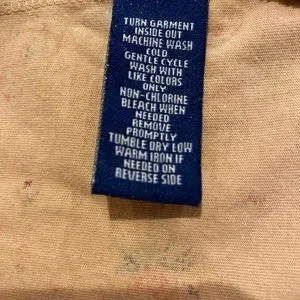 TURN GARMENT
INSIDE OUT
MACHINE WASH
COLD
GENTLE CYCLE
WASH WITH
LIKE COLORS
ONLY
NON-CHLORINE
BLEACH WHEN
NEEDED
REMOVE
PROMPTLY
TUMBLE DRY LOW
WARM IRON IF
NEEDED ON
REVERSE SIDE